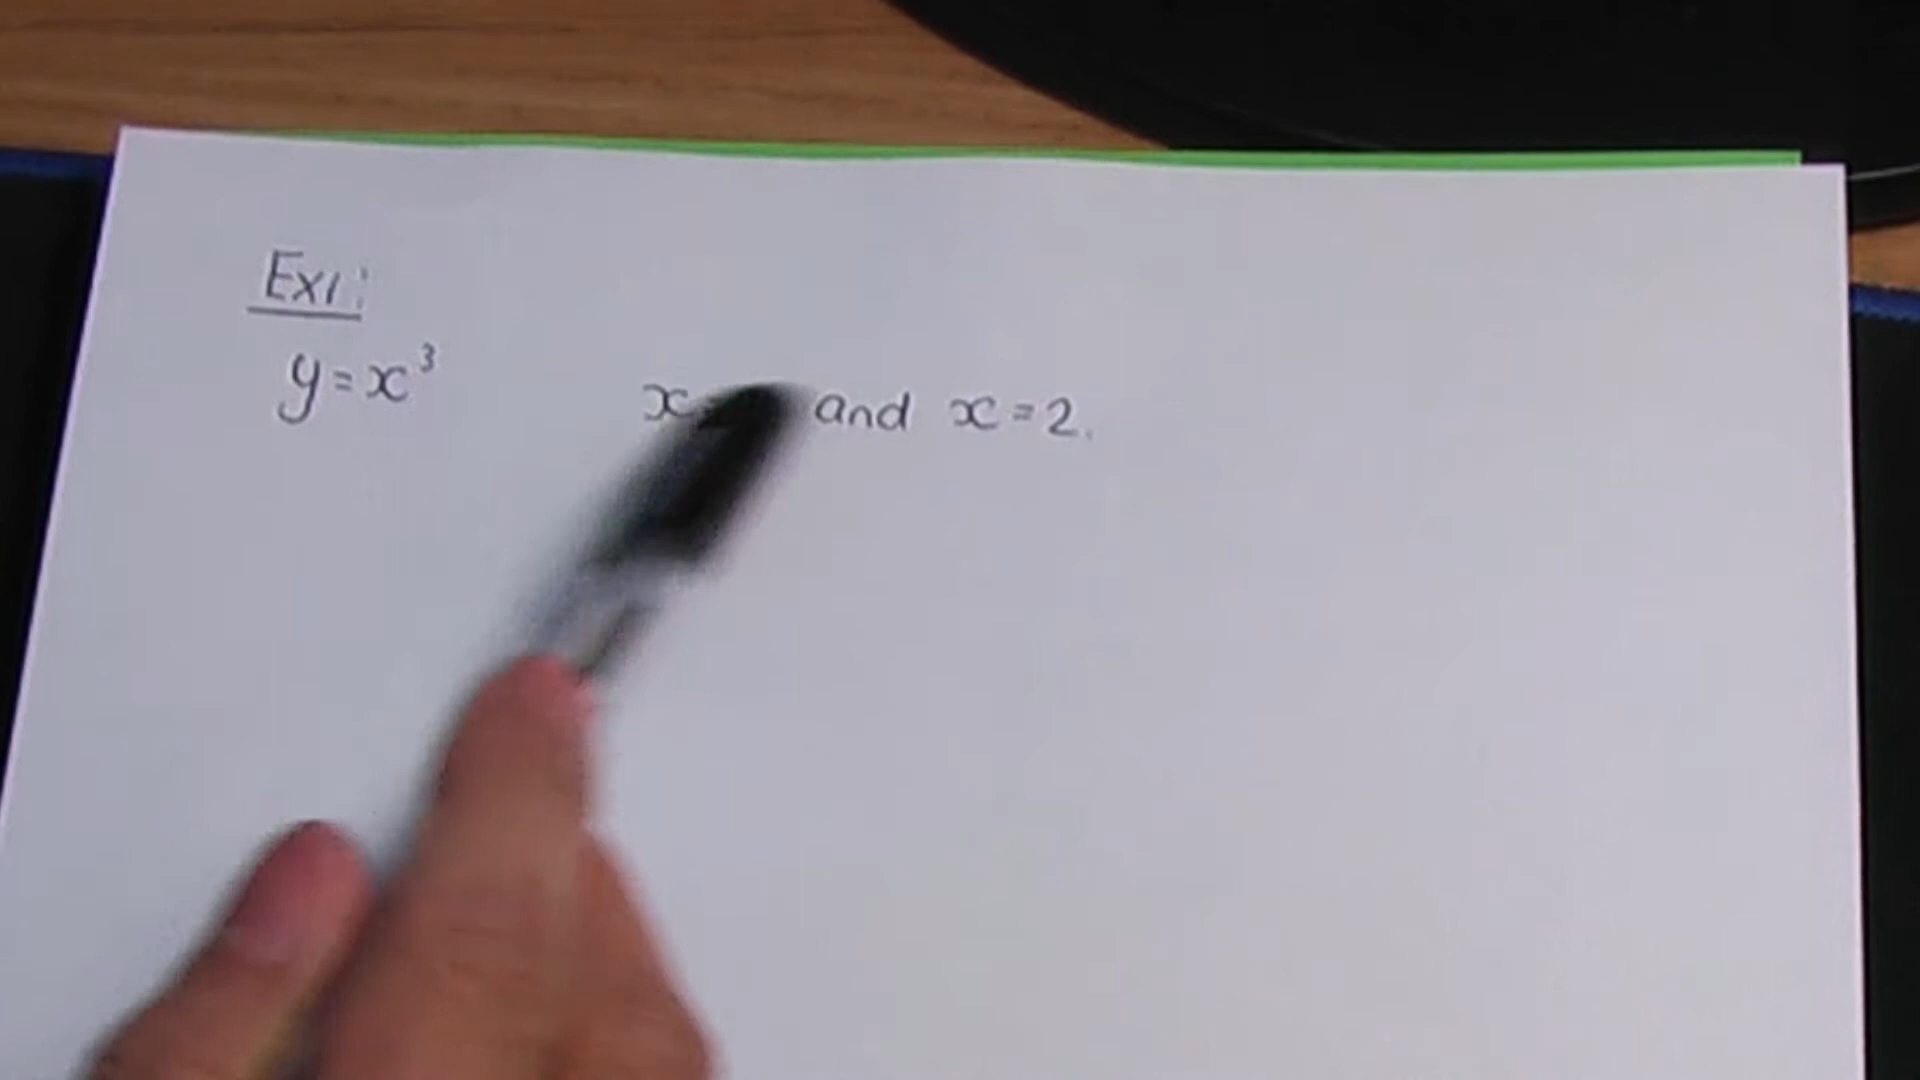 Ex1:
y=x³
x and x=2.